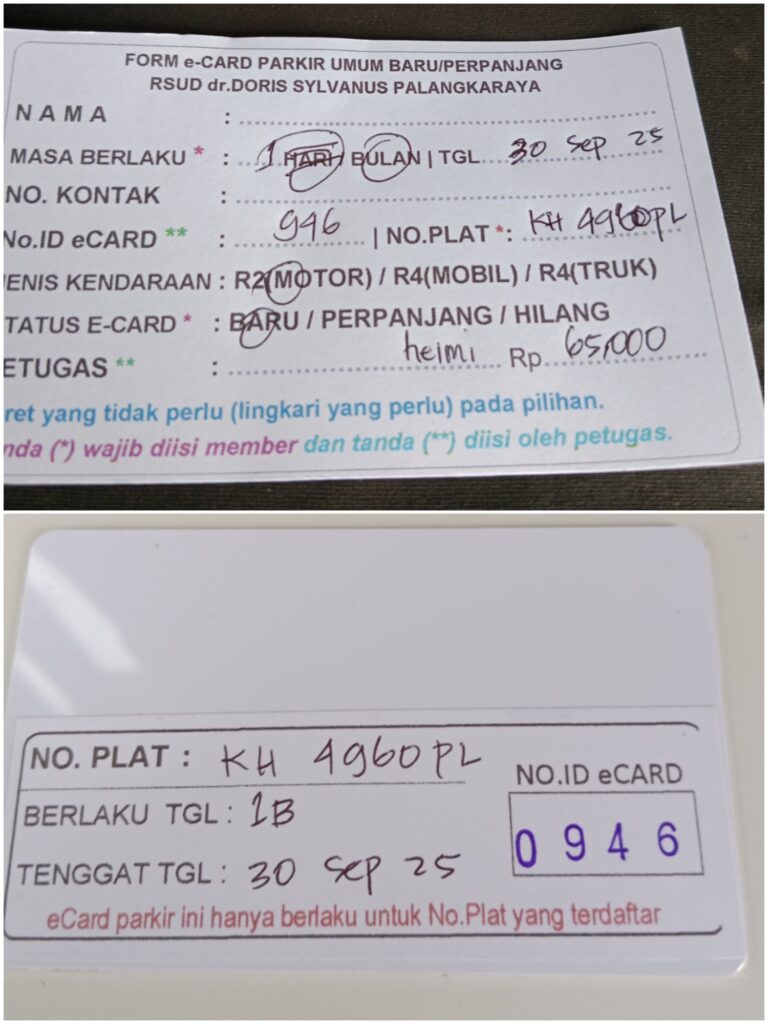 FORM e-CARD PARKIR UMUM BARU/PERPANJANG
RSUD dr.DORIS SYLVANUS PALANGKARAYA
NAMA :
MASA BERLAKU * : 1 HARI BULAN | TGL. 30 Sep 25
NO. KONTAK :
No.ID eCARD ** : 946 | NO.PLAT *: KH 4960PL
ENIS KENDARAAN : R2(MOTOR) / R4(MOBIL) / R4(TRUK)
TATUS E-CARD * : BARU / PERPANJANG / HILANG
ETUGAS ** : heimi Rp. 65.000
ret yang tidak perlu (lingkari yang perlu) pada pilihan.
nda (*) wajib diisi member dan tanda (**) diisi oleh petugas.
NO. PLAT : KH 4960PL
BERLAKU TGL : 1B
TENGGAT TGL : 30 Sep 25
NO.ID eCARD
0946
eCard parkir ini hanya berlaku untuk No.Plat yang terdaftar